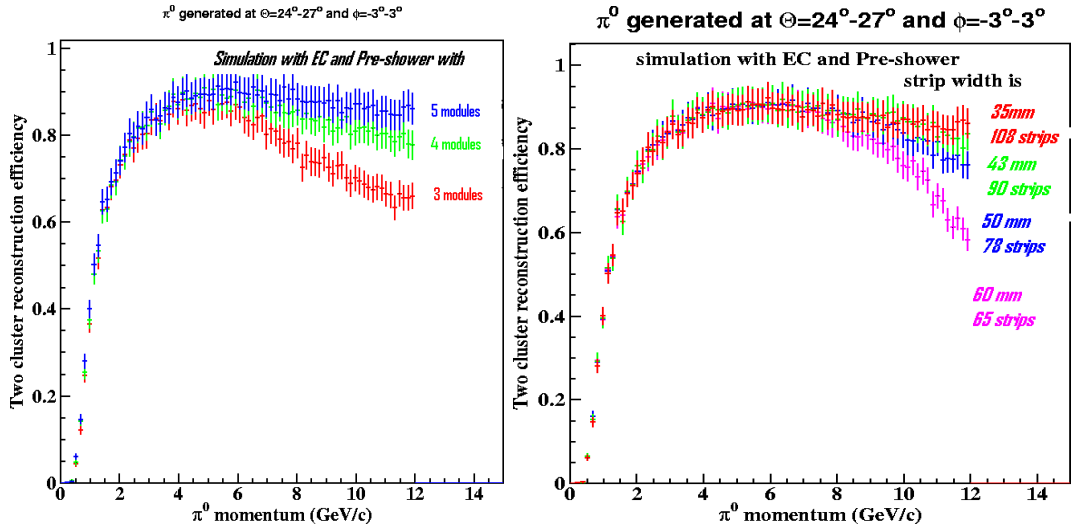 π⁰ generated at Θ=24°-27° and ϕ=-3°-3°
Simulation with EC and Pre-shower with
5 modules
4 modules
3 modules
Two cluster reconstruction efficiency
1
0.8
0.6
0.4
0.2
0
0 2 4 6 8 10 12 14
π⁰ momentum (GeV/c)
π⁰ generated at Θ=24°-27° and ϕ=-3°-3°
simulation with EC and Pre-shower
strip width is
35mm
108 strips
43 mm
90 strips
50 mm
78 strips
60 mm
65 strips
Two cluster reconstruction efficiency
1
0.8
0.6
0.4
0.2
0
0 2 4 6 8 10 12 14
π⁰ momentum (GeV/c)